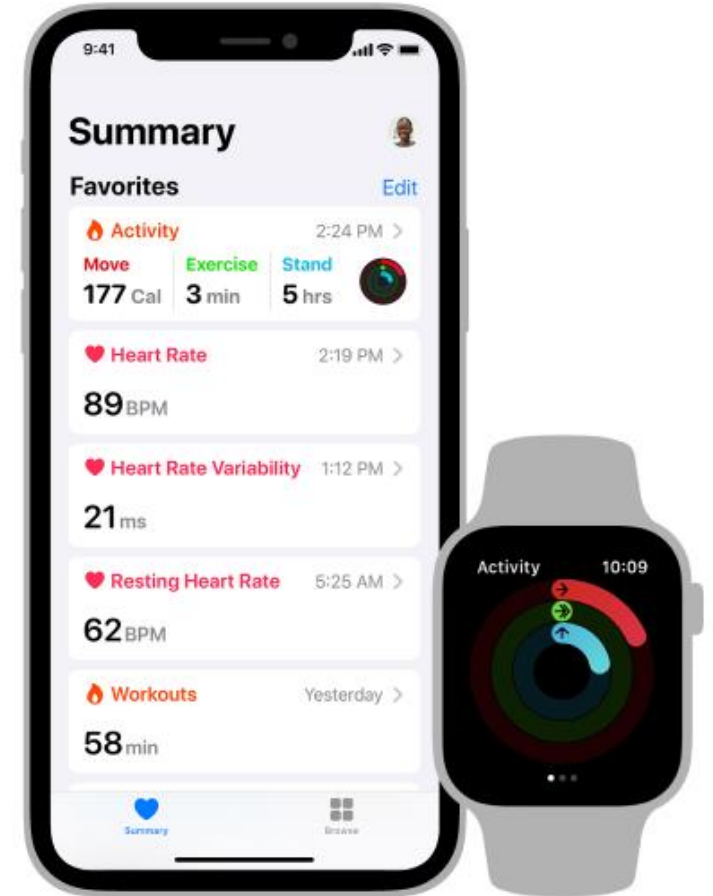 9:41
Summary
Favorites
Edit
Activity
2:24 PM
Move
Exercise
Stand
177 Cal
3 min
5 hrs
Heart Rate
2:19 PM
89 BPM
Heart Rate Variability
1:12 PM
21 ms
Resting Heart Rate
5:25 AM
62 BPM
Workouts
Yesterday
58 min
Summary
Browse
Activity
10:09